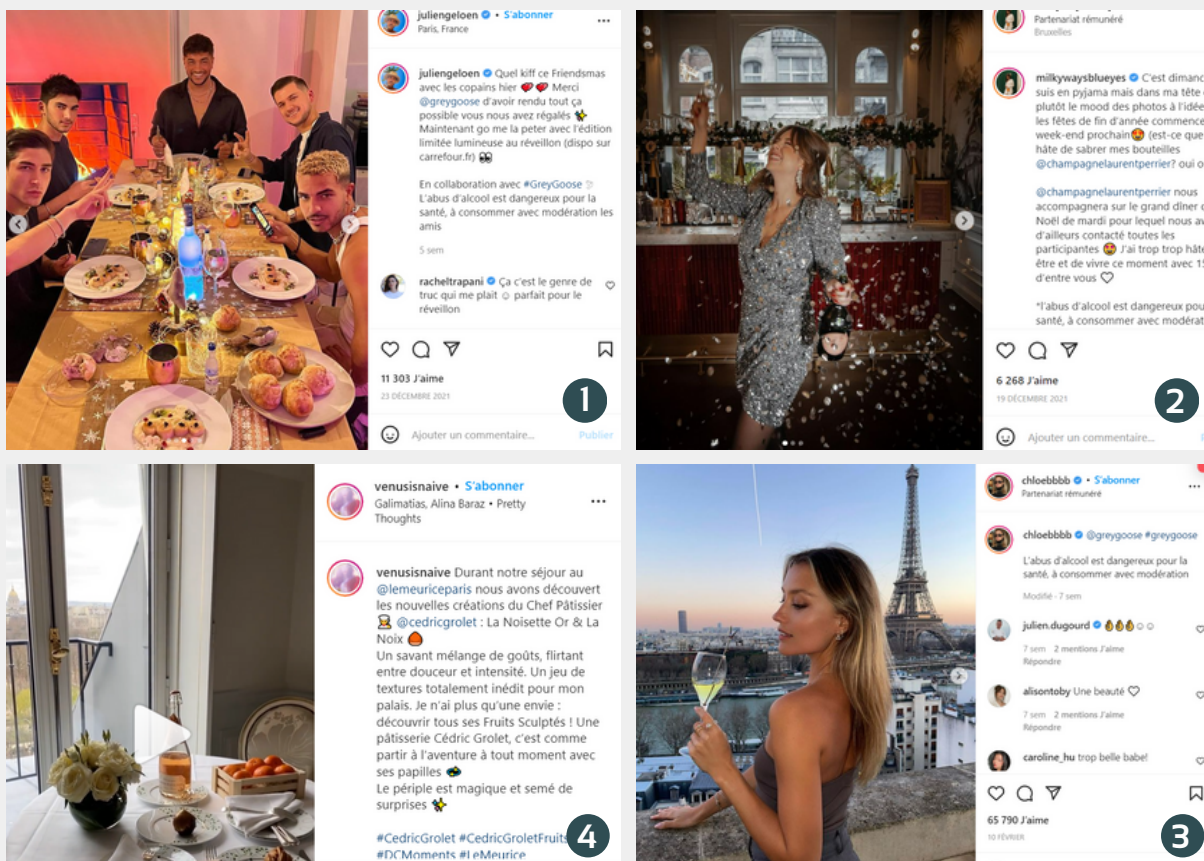 juliengeloen • S'abonner
Paris, France
juliengeloen Quel kiff ce Friendsmas
avec les copains hier Merci
@greygoose d'avoir rendu tout ça
possible vous nous avez régalés
Maintenant go me la peter avec l'édition
limitée lumineuse au réveillon (dispo sur
carrefour.fr)
En collaboration avec #GreyGoose
L'abus d'alcool est dangereux pour la
santé, à consommer avec modération les
amis
5 sem
racheltrapani Ça c'est le genre de
truc qui me plait ☺ parfait pour le
réveillon
11 303 J'aime
23 DÉCEMBRE 2021
Ajouter un commentaire...
Publier
1
Partenariat rémunéré
Bruxelles
milkywaysblueyes C'est dimanc
suis en pyjama mais dans ma tête
plutôt le mood des photos à l'idé
les fêtes de fin d'année commence
week-end prochain (est-ce que
hâte de sabrer mes bouteilles
@champagnelaurentperrier? oui o
@champagnelaurentperrier nous
accompagnera sur le grand dîner
Noël de mardi pour lequel nous av
d'ailleurs contacté toutes les
participantes J'ai trop trop hâte
être et de vivre ce moment avec 15
d'entre vous ♡
*l'abus d'alcool est dangereux pou
santé, à consommer avec modérat
6 268 J'aime
19 DÉCEMBRE 2021
Ajouter un commentaire...
2
venusisnaive • S'abonner
Galimatias, Alina Baraz • Pretty
Thoughts
venusisnaive Durant notre séjour au
@lemeuriceparis nous avons découvert
les nouvelles créations du Chef Pâtissier
@cedricgrolet : La Noisette Or & La
Noix
Un savant mélange de goûts, flirtant
entre douceur et intensité. Un jeu de
textures totalement inédit pour mon
palais. Je n'ai plus qu'une envie :
découvrir tous ses Fruits Sculptés ! Une
pâtisserie Cédric Grolet, c'est comme
partir à l'aventure à tout moment avec
ses papilles
Le périple est magique et semé de
surprises
#CedricGrolet #CedricGroletFruits
#DCMoments #LeMeurice
4
chloebbbb • S'abonner
Partenariat rémunéré
chloebbbb @greygoose #greygoose
L'abus d'alcool est dangereux pour la
santé, à consommer avec modération
Modifié · 7 sem
julien.dugourd
7 sem 2 mentions J'aime
Répondre
alisontoby Une beauté ♡
7 sem 2 mentions J'aime
Répondre
caroline_hu trop belle babe!
65 790 J'aime
10 FÉVRIER
3